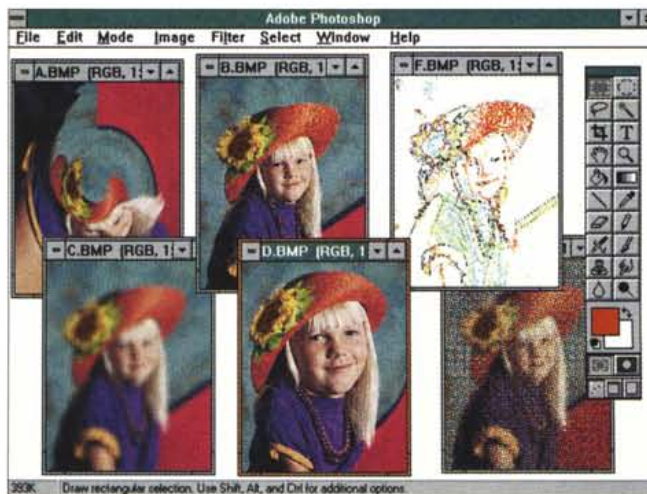 Adobe Photoshop
File Edit Mode Image Filter Select Window Help
A.BMP (RGB, 1:
B.BMP (RGB, 1
F.BMP (RGB, 1:
C.BMP (RGB, 1:
D.BMP (RGB, 1:
T
393K Draw rectangular selection. Use Shift, Alt, and Ctrl for additional options.